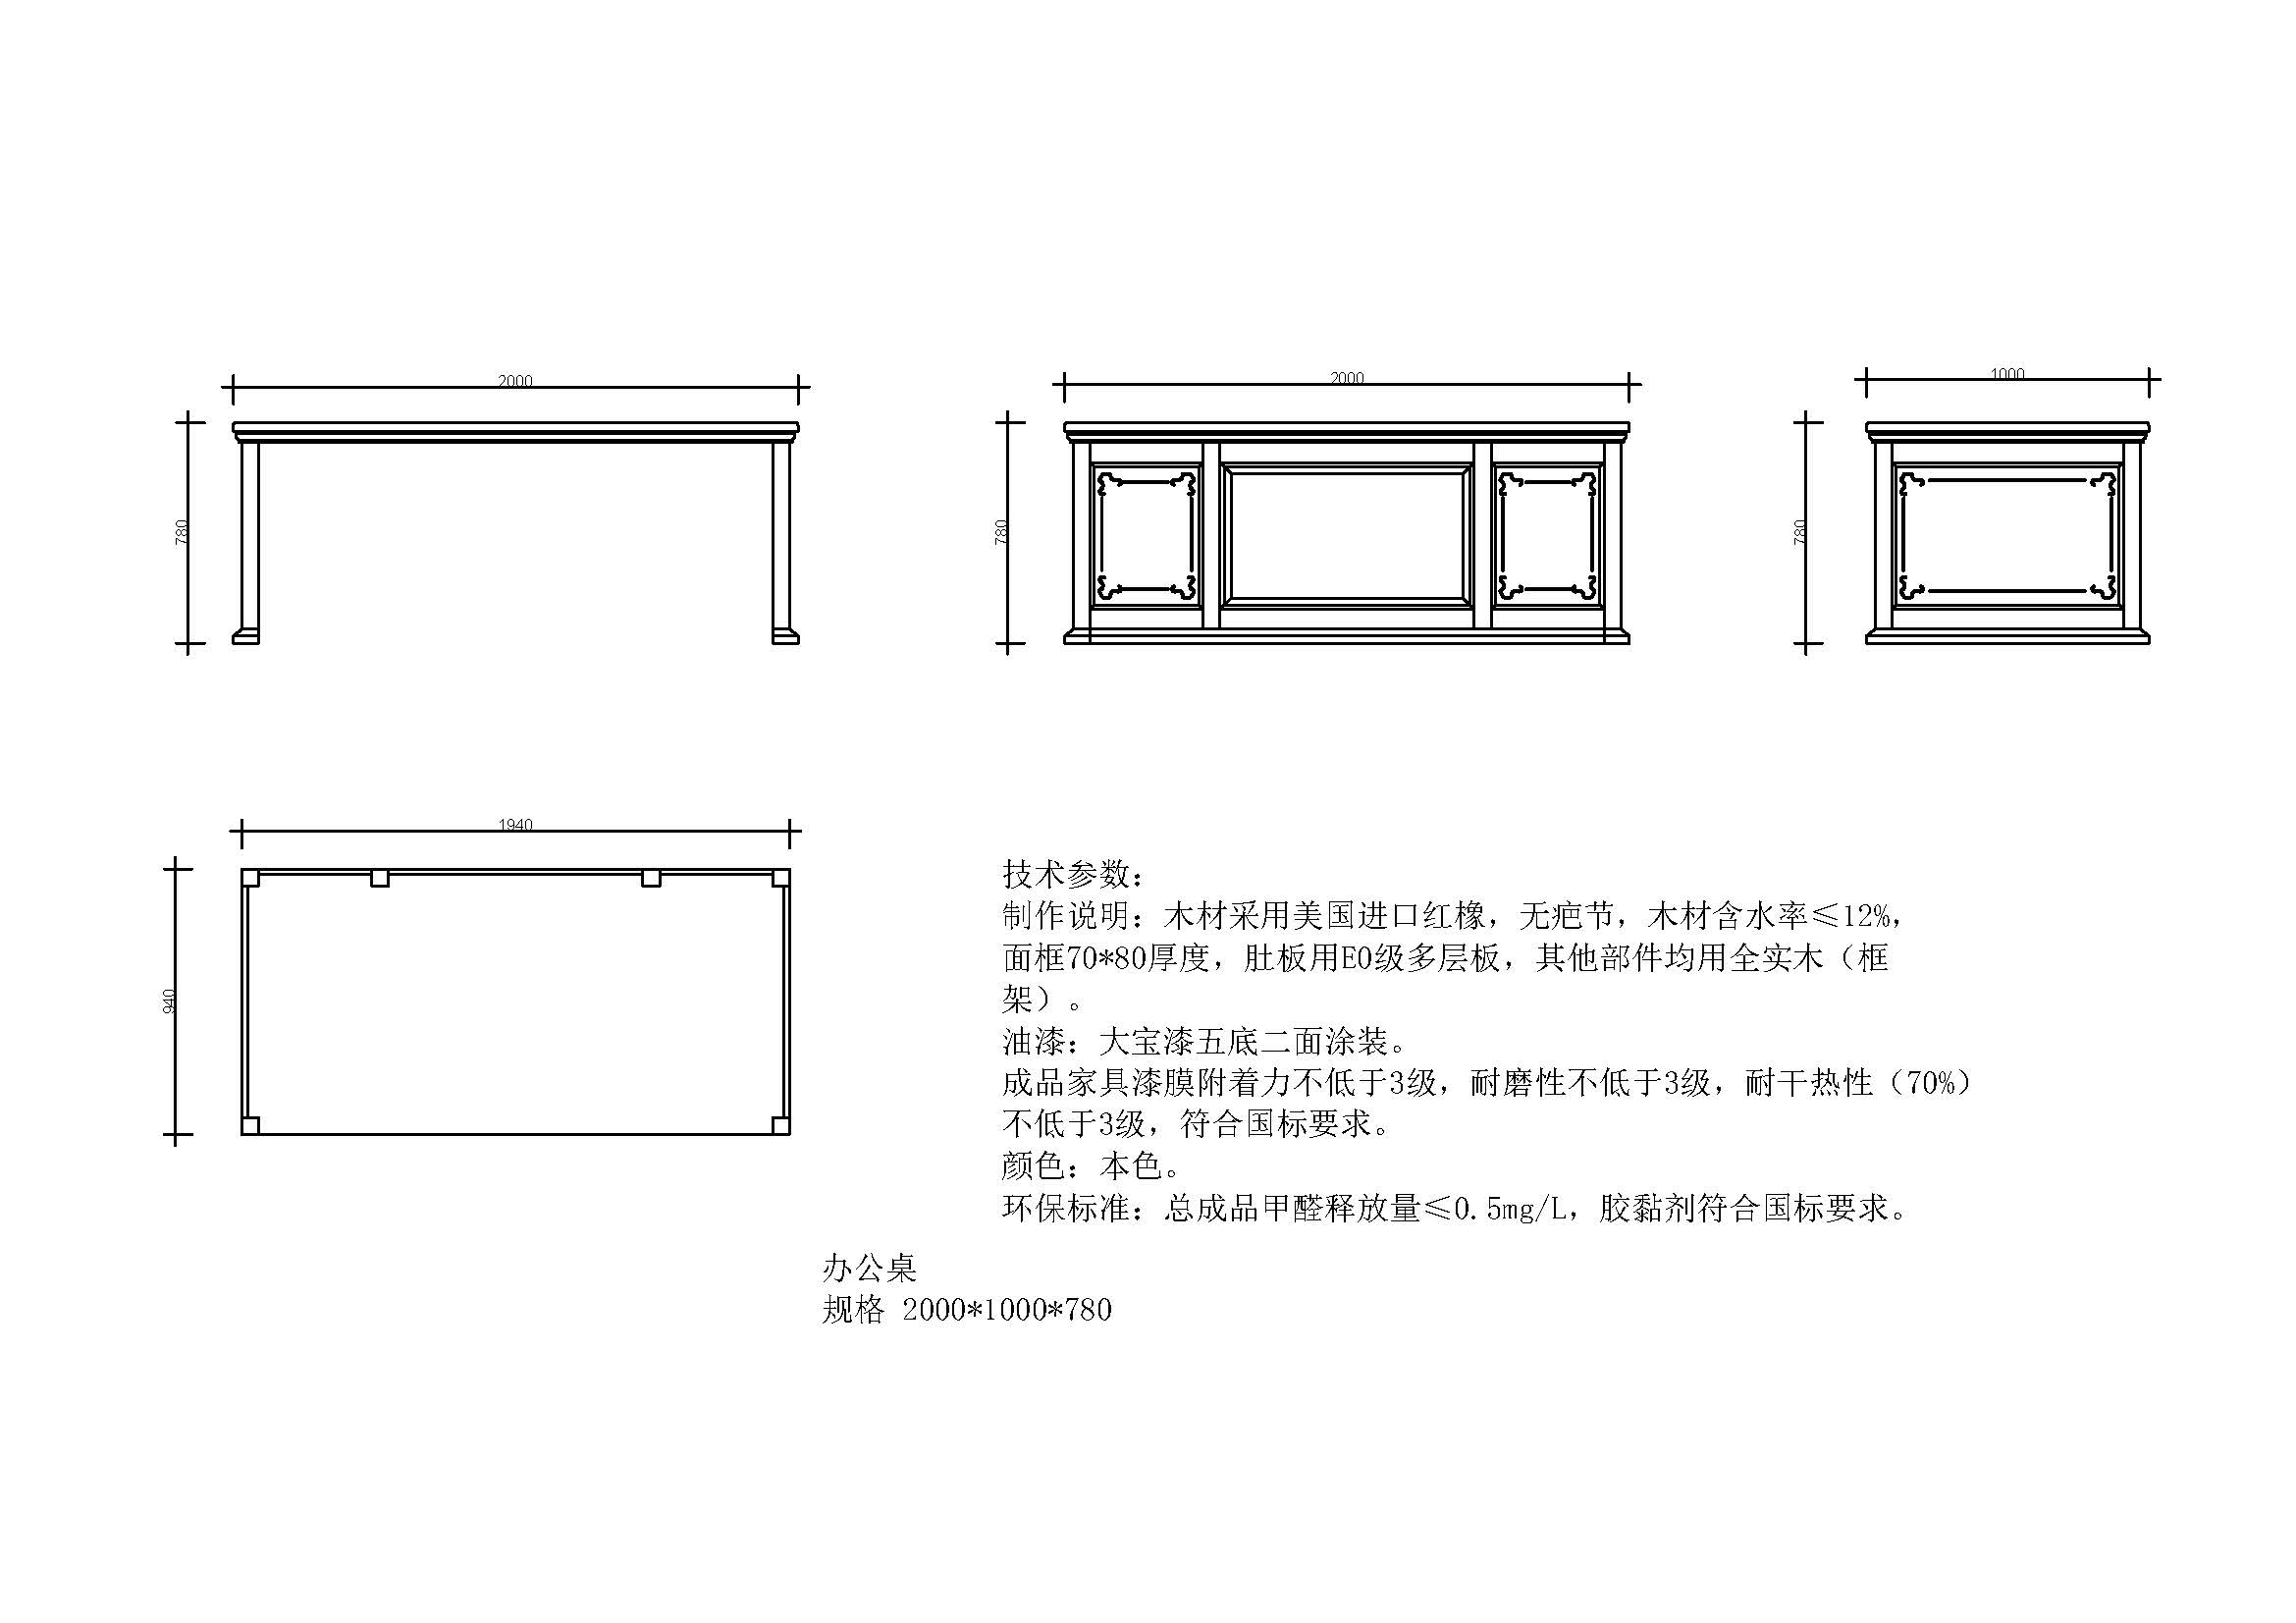 2000
2000
1000
780
780
780
1940
940
技术参数：
制作说明：木材采用美国进口红橡，无疤节，木材含水率≤12%，
面框70*80厚度，肚板用E0级多层板，其他部件均用全实木（框
架）。
油漆：大宝漆五底二面涂装。
成品家具漆膜附着力不低于3级，耐磨性不低于3级，耐干热性（70%）
不低于3级，符合国标要求。
颜色：本色。
环保标准：总成品甲醛释放量≤0.5mg/L，胶黏剂符合国标要求。
办公桌
规格 2000*1000*780